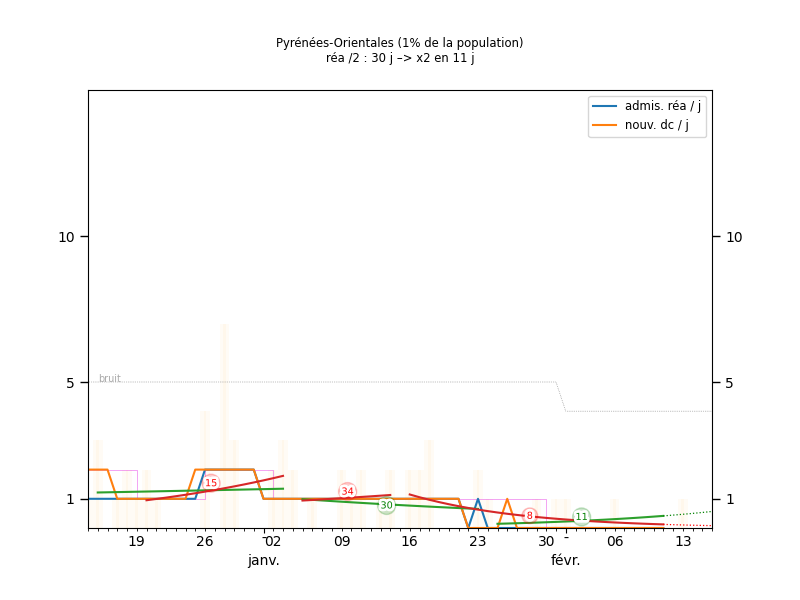 Pyrénées-Orientales (1% de la population)
réa /2 : 30 j –> x2 en 11 j
admis. réa / j
nouv. dc / j
10 10
bruit
5 5
15
34
30
8
11
1 1
19 26 02 09 16 23 30 06 13
janv. févr.